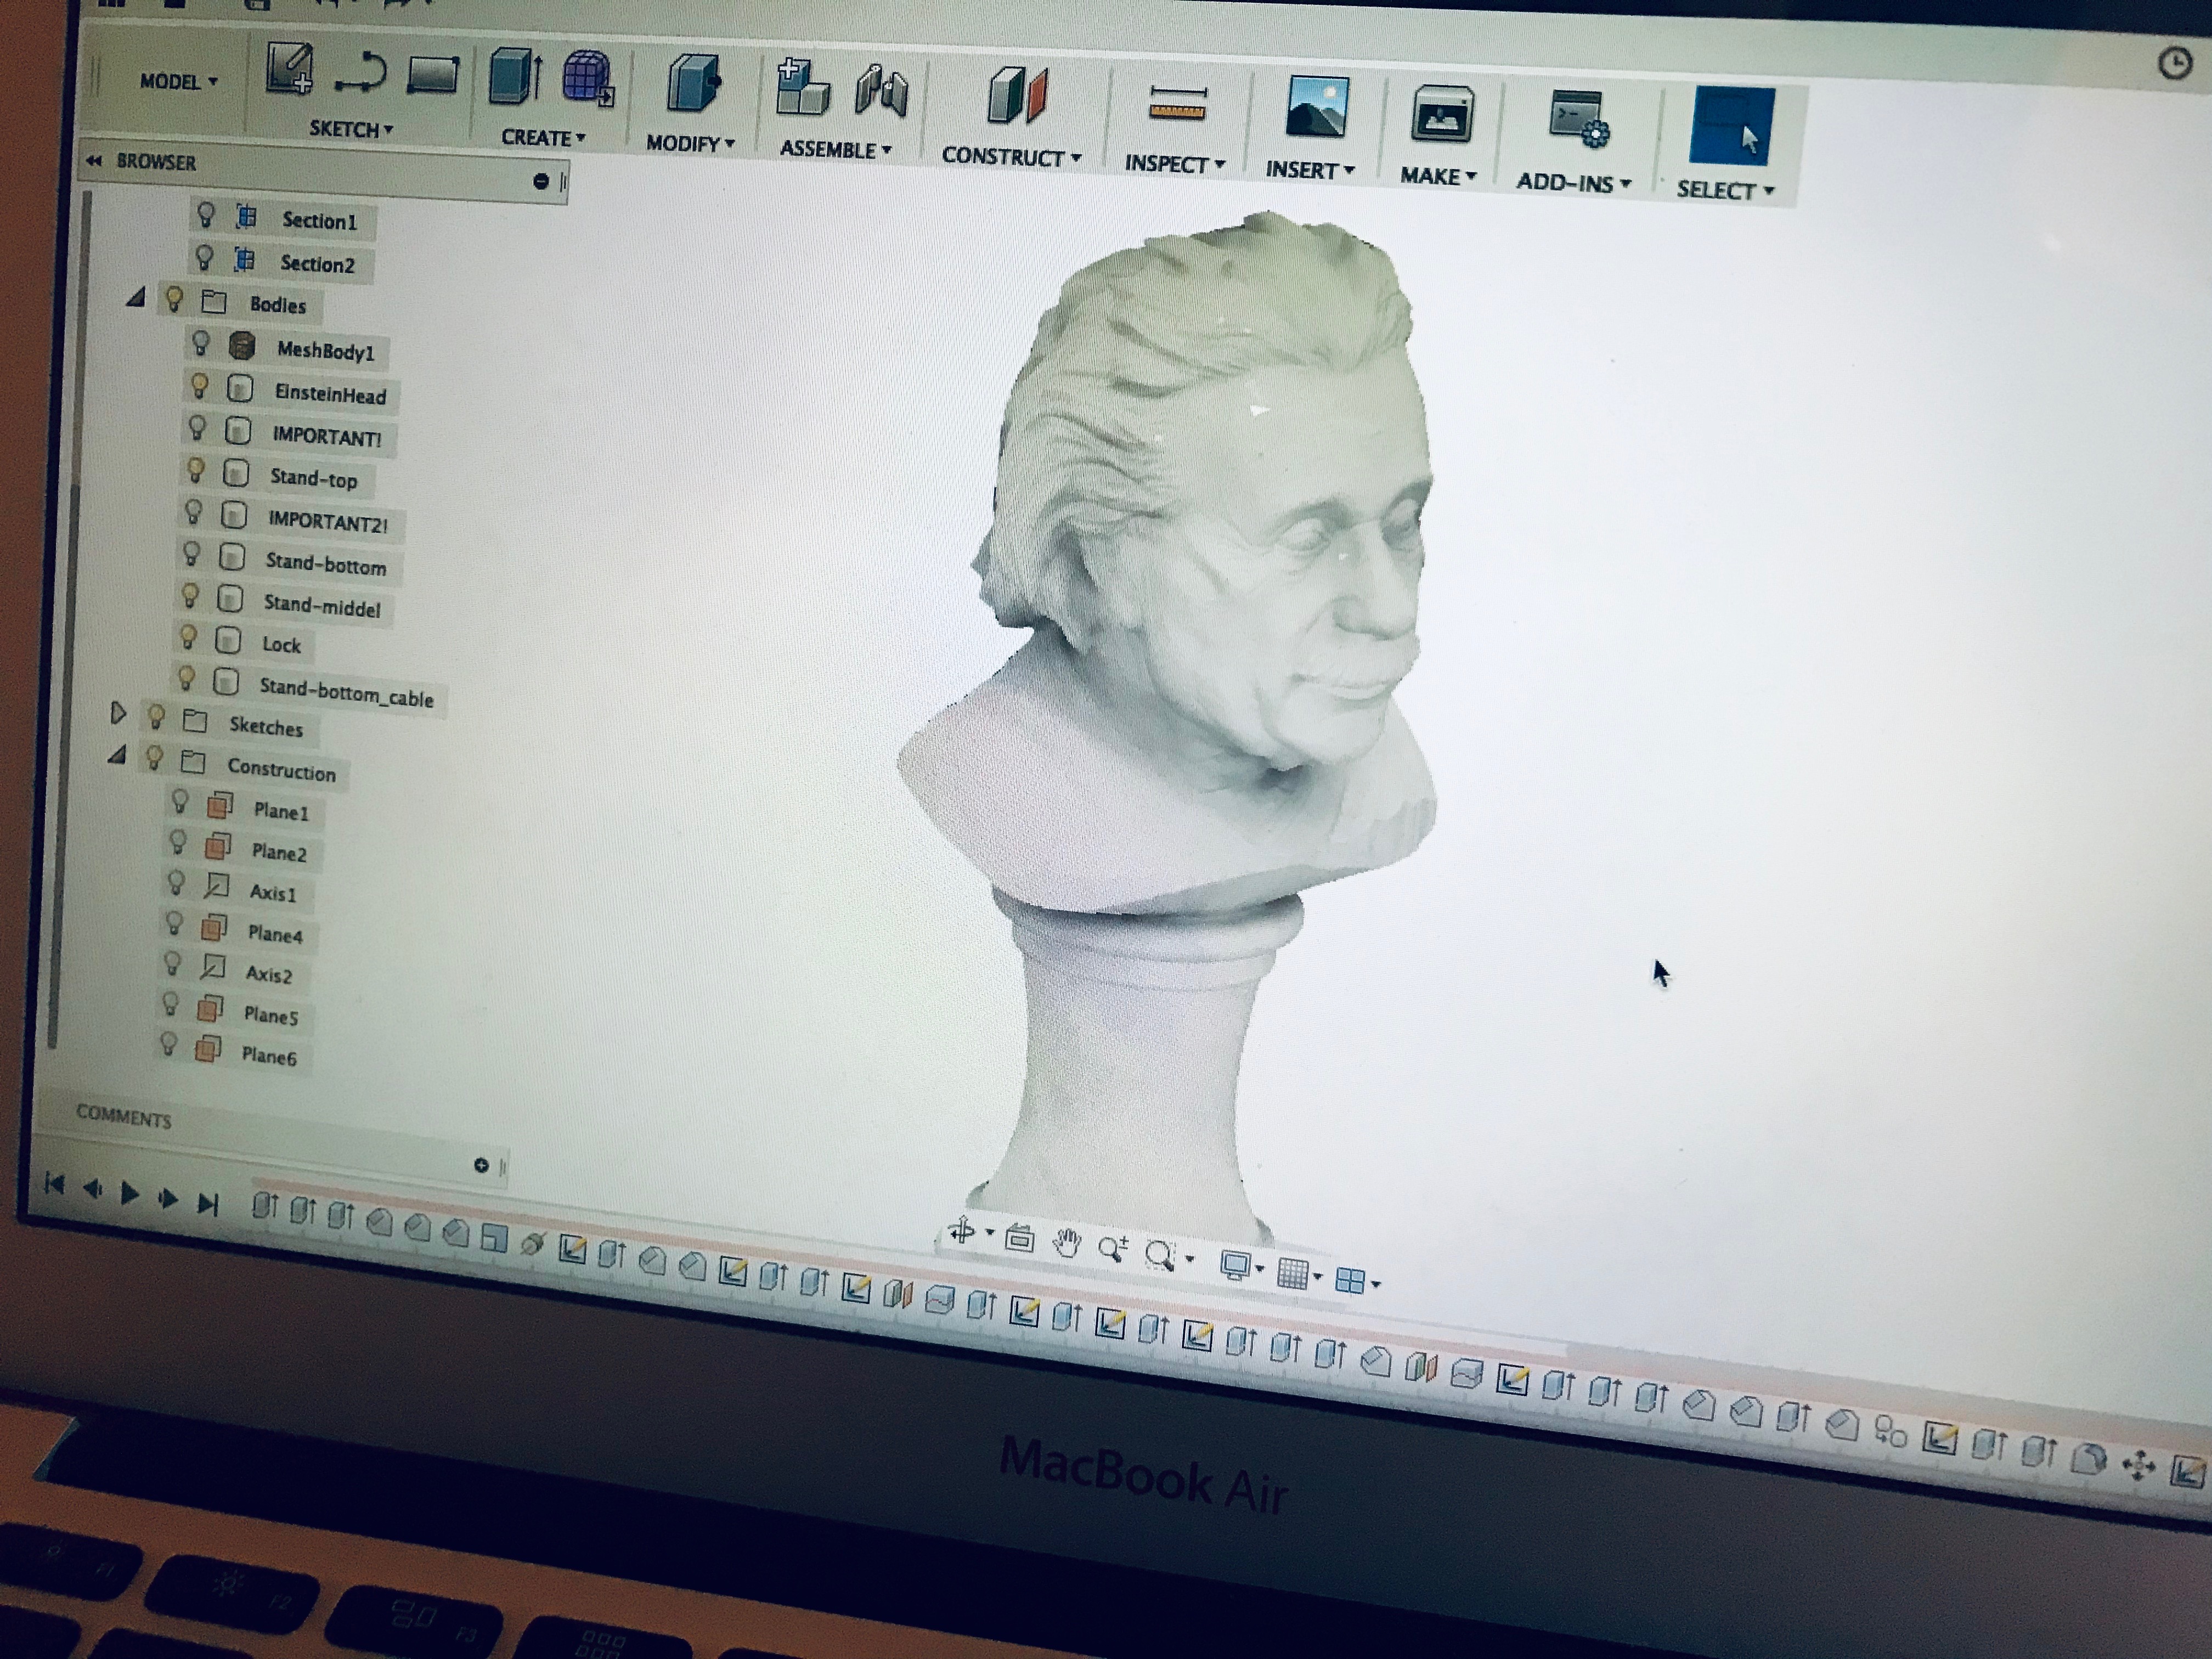 MODEL
SKETCH
CREATE
MODIFY
ASSEMBLE
CONSTRUCT
INSPECT
INSERT
MAKE
ADD-INS
SELECT
BROWSER
Section1
Section2
Bodies
MeshBody1
EinsteinHead
IMPORTANT!
Stand-top
IMPORTANT2!
Stand-bottom
Stand-middel
Lock
Stand-bottom_cable
Sketches
Construction
Plane1
Plane2
Axis1
Plane4
Axis2
Plane5
Plane6
COMMENTS
MacBook Air
F1
F2
F3